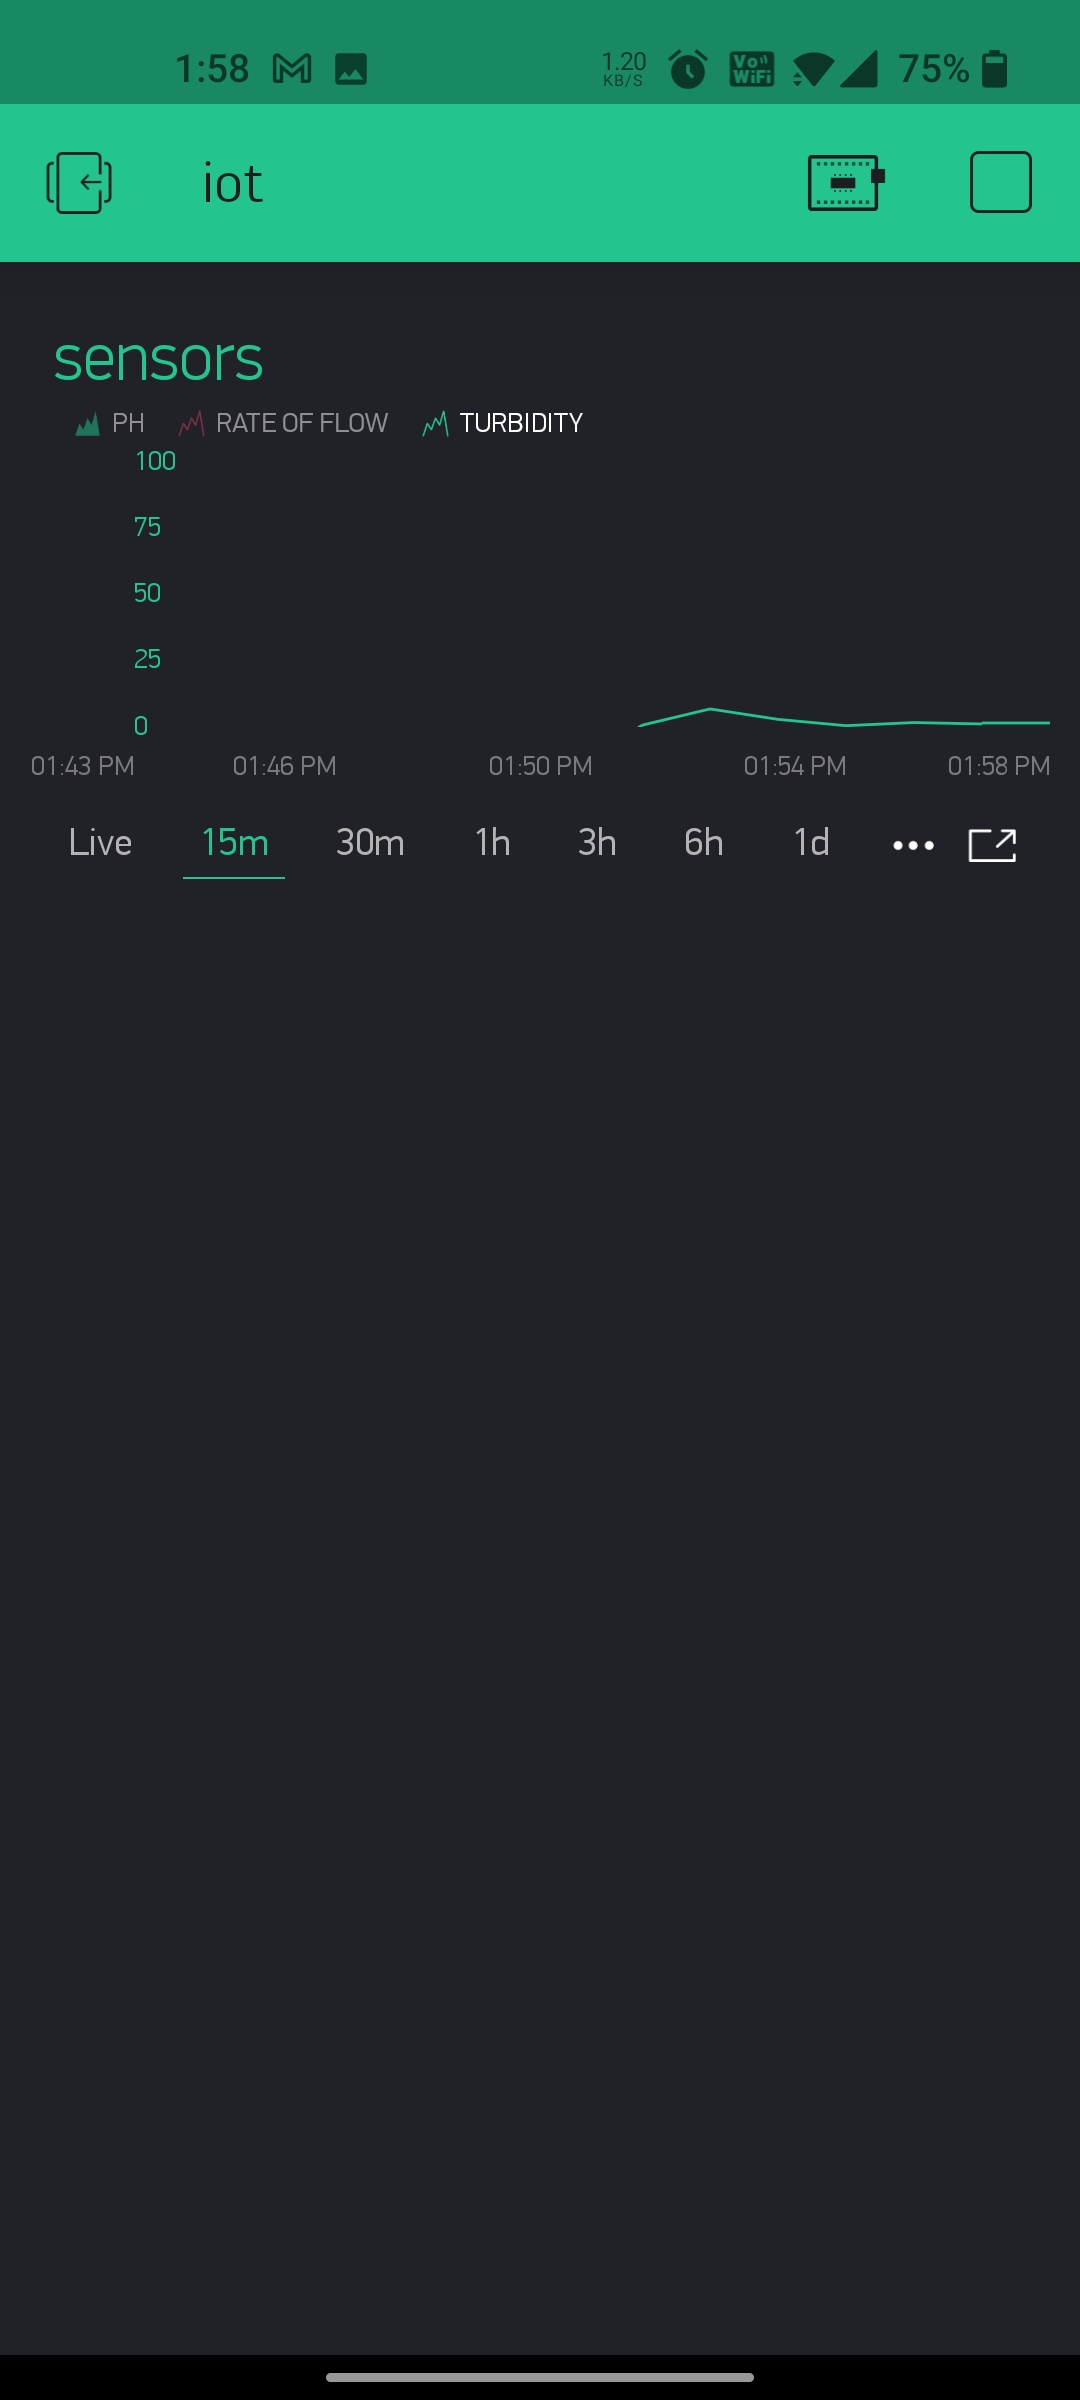 1:58 1.20 KB/S Vo WiFi 75%
iot
sensors
PH RATE OF FLOW TURBIDITY
100
75
50
25
0
01:43 PM 01:46 PM 01:50 PM 01:54 PM 01:58 PM
Live 15m 30m 1h 3h 6h 1d